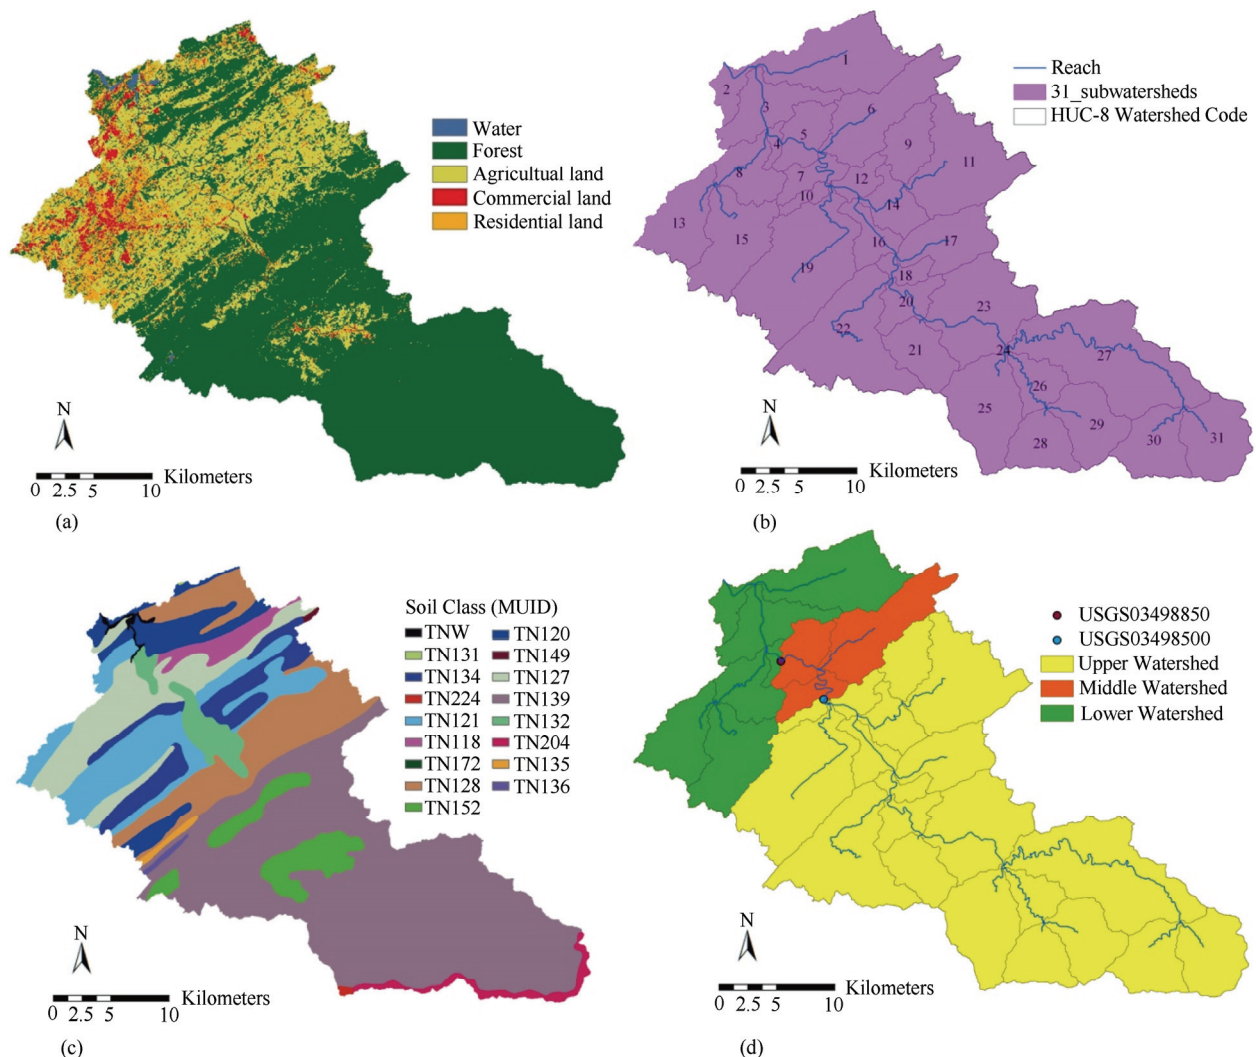 Water
Forest
Agricultual land
Commercial land
Residential land
N
Kilometers
0 2.5 5 10
(a)
Reach
31_subwatersheds
HUC-8 Watershed Code
1
2
3
6
5
4
9
11
8
7
12
10
14
13
15
16
17
19
18
20
23
22
21
24
27
26
25
29
28
30
31
N
Kilometers
0 2.5 5 10
(b)
Soil Class (MUID)
TNW TN120
TN131 TN149
TN134 TN127
TN224 TN139
TN121 TN132
TN118 TN204
TN172 TN135
TN128 TN136
TN152
N
Kilometers
0 2.5 5 10
(c)
USGS03498850
USGS03498500
Upper Watershed
Middle Watershed
Lower Watershed
N
Kilometers
0 2.5 5 10
(d)